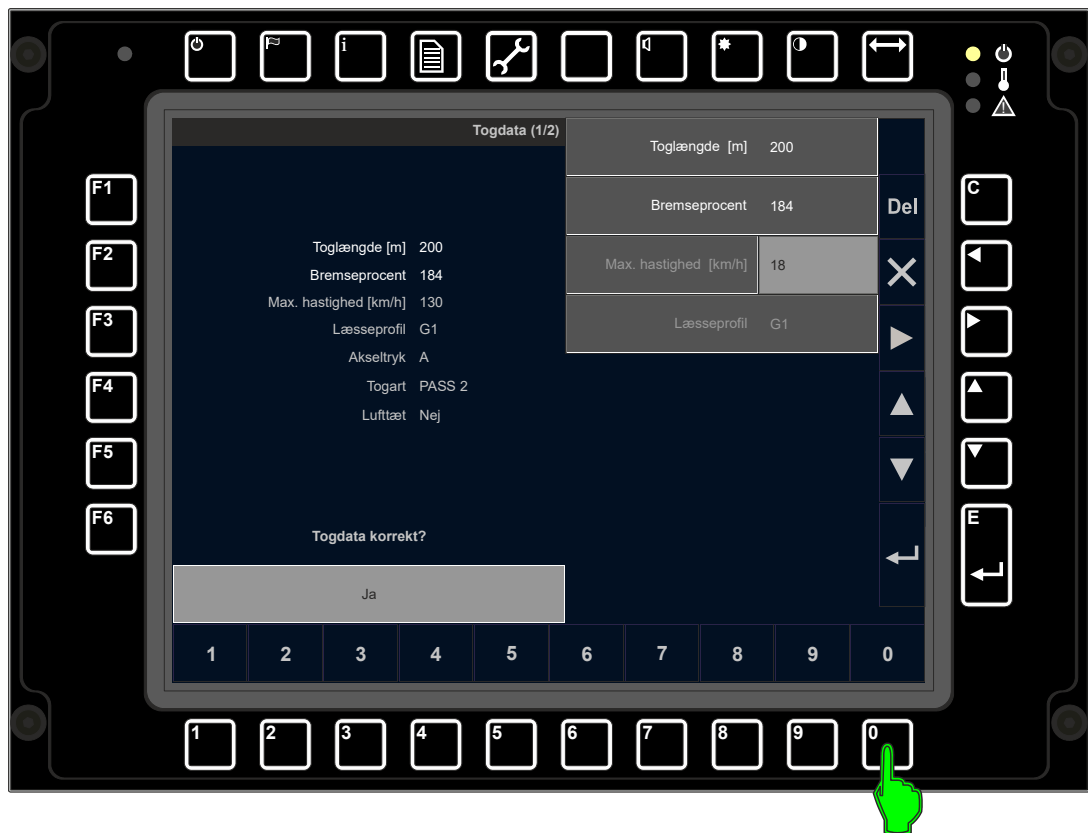 i
Togdata (1/2)
Toglængde [m] 200
Bremseprocent 184
Max. hastighed [km/h] 18
Læsseprofil G1
Toglængde [m] 200
Bremseprocent 184
Max. hastighed [km/h] 130
Læsseprofil G1
Akseltryk A
Togart PASS 2
Lufttæt Nej
Togdata korrekt?
Ja
Del
F1
F2
F3
F4
F5
F6
C
E
1 2 3 4 5 6 7 8 9 0
1 2 3 4 5 6 7 8 9 0